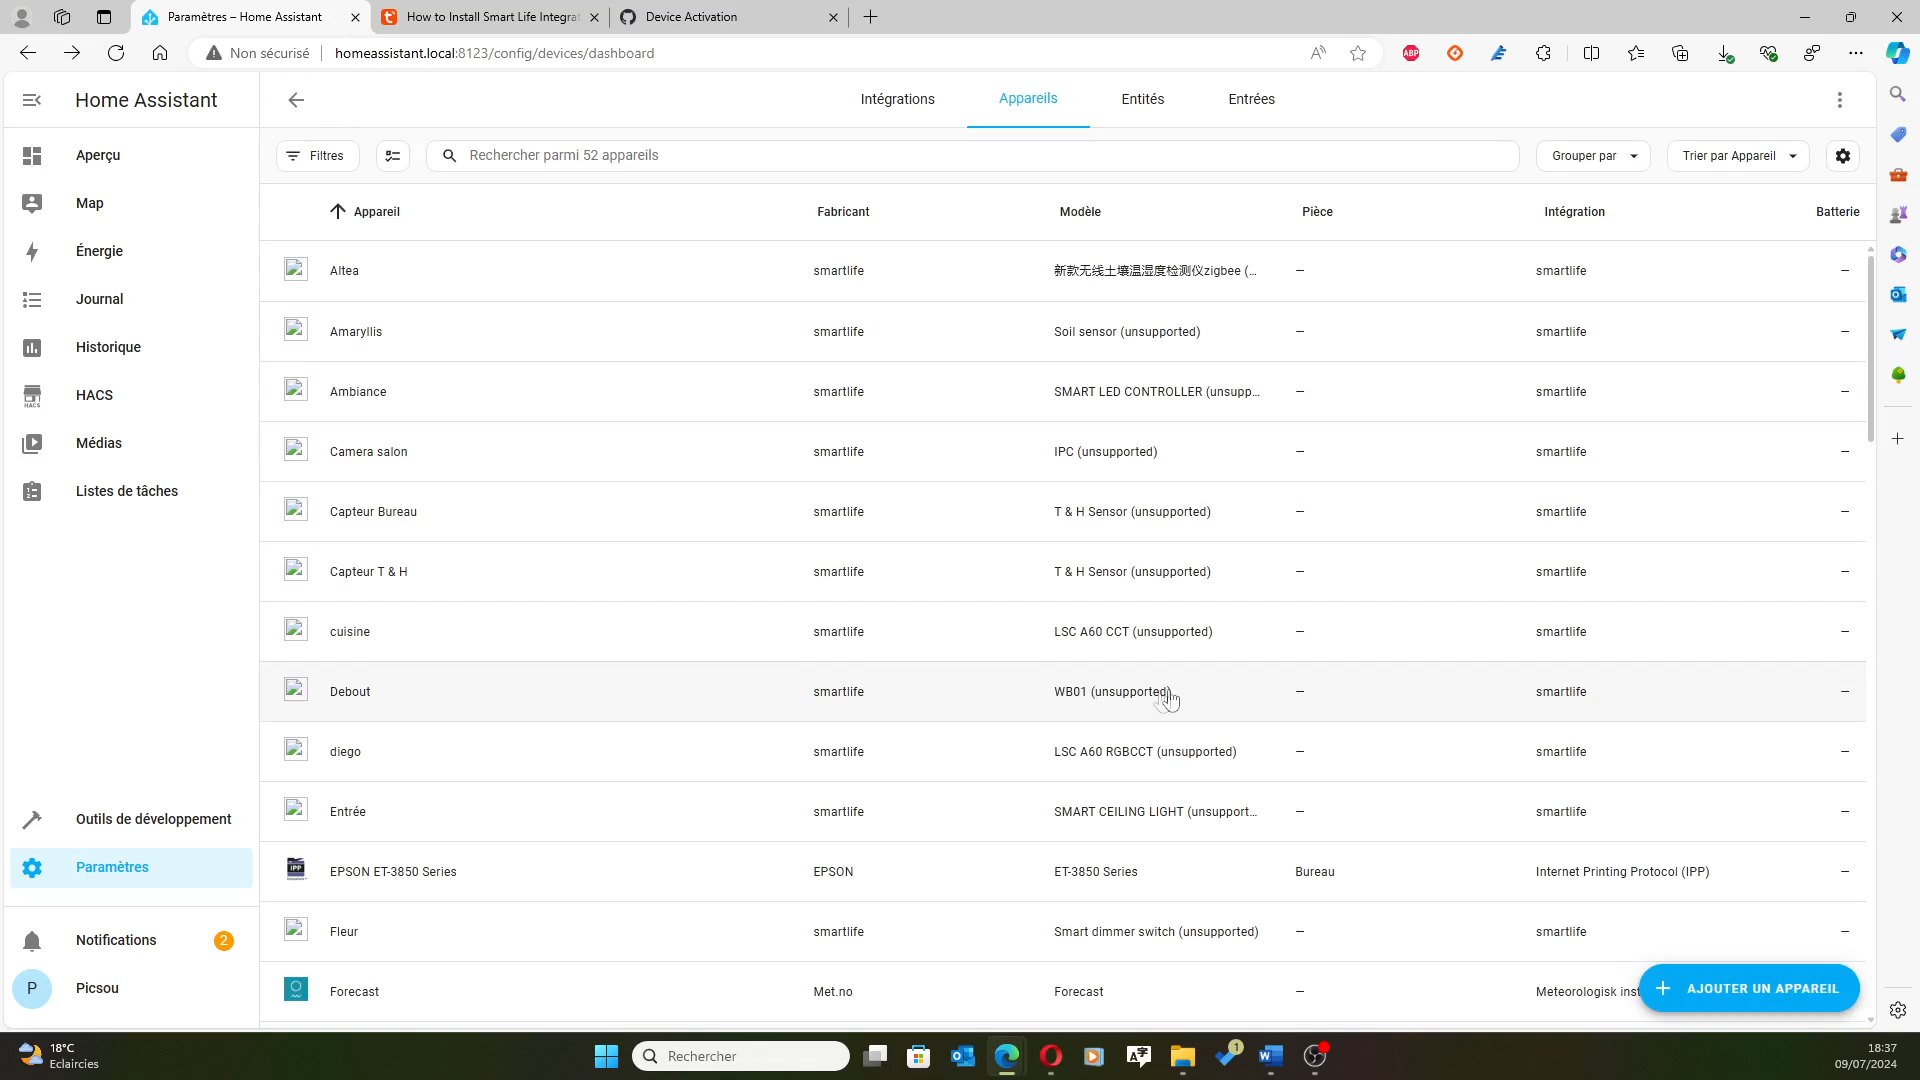 Paramètres – Home Assistant
How to Install Smart Life Integrat
Device Activation
Non sécurisé
homeassistant.local:8123/config/devices/dashboard
ABP
Home Assistant
Intégrations
Appareils
Entités
Entrées
Aperçu
Map
Énergie
Journal
Historique
HACS
HACS
Médias
Listes de tâches
Outils de développement
Paramètres
Notifications
2
P
Picsou
Filtres
Rechercher parmi 52 appareils
Grouper par
Trier par Appareil
Appareil Fabricant Modèle Pièce Intégration Batterie
Altea smartlife 新款无线土壤温湿度检测仪zigbee (... – smartlife –
Amaryllis smartlife Soil sensor (unsupported) – smartlife –
Ambiance smartlife SMART LED CONTROLLER (unsupp... – smartlife –
Camera salon smartlife IPC (unsupported) – smartlife –
Capteur Bureau smartlife T & H Sensor (unsupported) – smartlife –
Capteur T & H smartlife T & H Sensor (unsupported) – smartlife –
cuisine smartlife LSC A60 CCT (unsupported) – smartlife –
Debout smartlife WB01 (unsupported) – smartlife –
diego smartlife LSC A60 RGBCCT (unsupported) – smartlife –
Entrée smartlife SMART CEILING LIGHT (unsupport... – smartlife –
IPP
EPSON ET-3850 Series EPSON ET-3850 Series Bureau Internet Printing Protocol (IPP) –
Fleur smartlife Smart dimmer switch (unsupported) – smartlife –
Forecast Met.no Forecast – Meteorologisk inst
AJOUTER UN APPAREIL
18°C
Eclaircies
Rechercher
1
18:37
09/07/2024